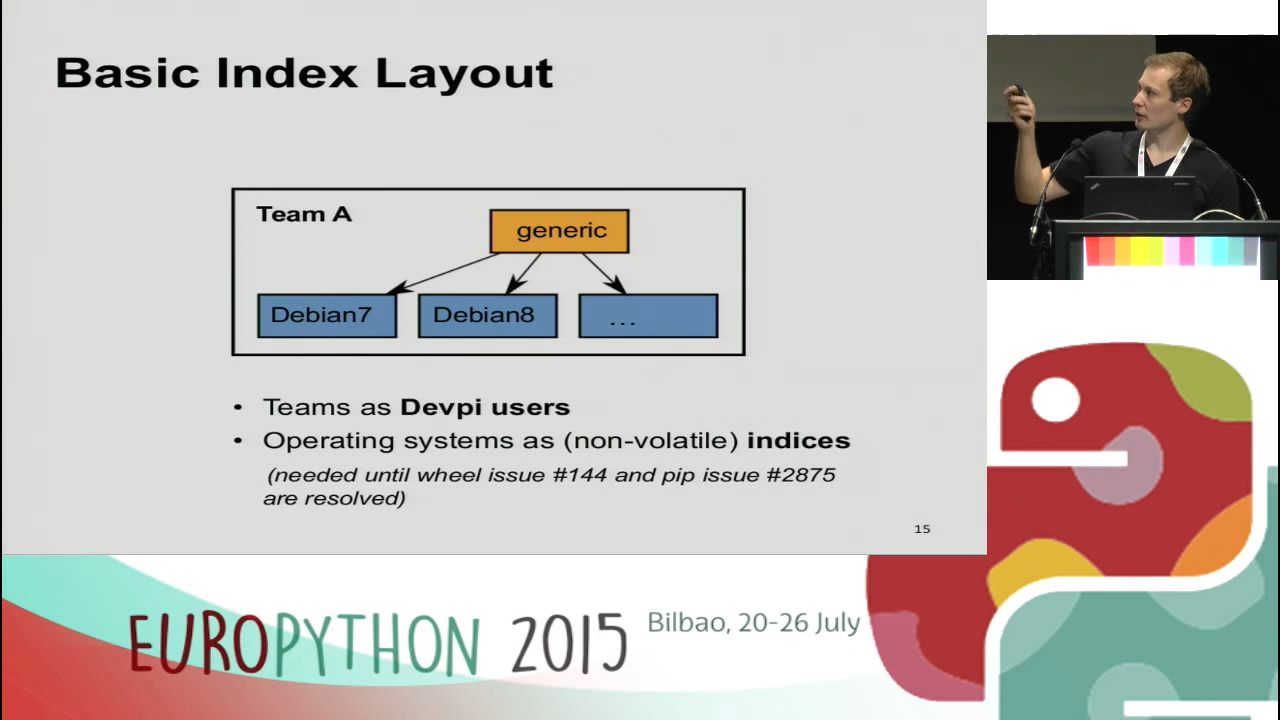 Basic Index Layout
Team A
generic
Debian7
Debian8
...
• Teams as Devpi users
• Operating systems as (non-volatile) indices
(needed until wheel issue #144 and pip issue #2875
are resolved)
15
EUROPYTHON 2015
Bilbao, 20-26 July